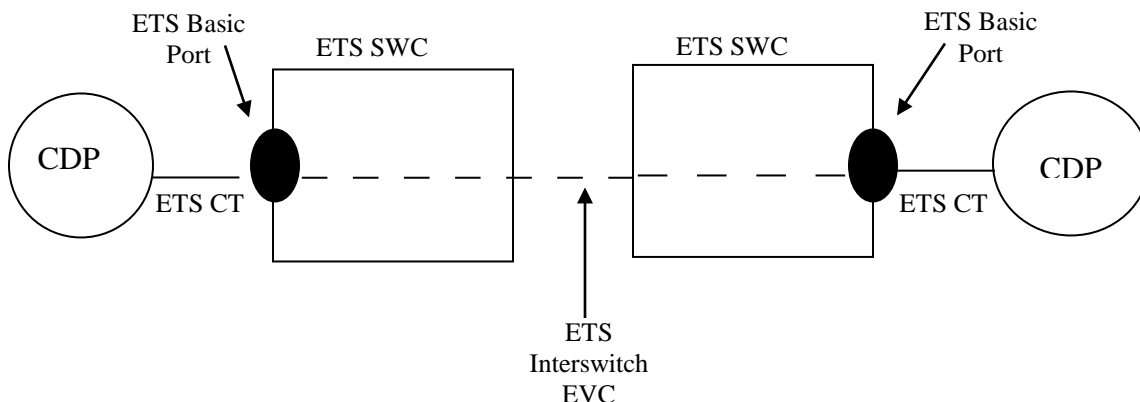 ETS Basic
Port
ETS SWC
ETS SWC
ETS Basic
Port
CDP
ETS CT
ETS CT
CDP
ETS
Interswitch
EVC